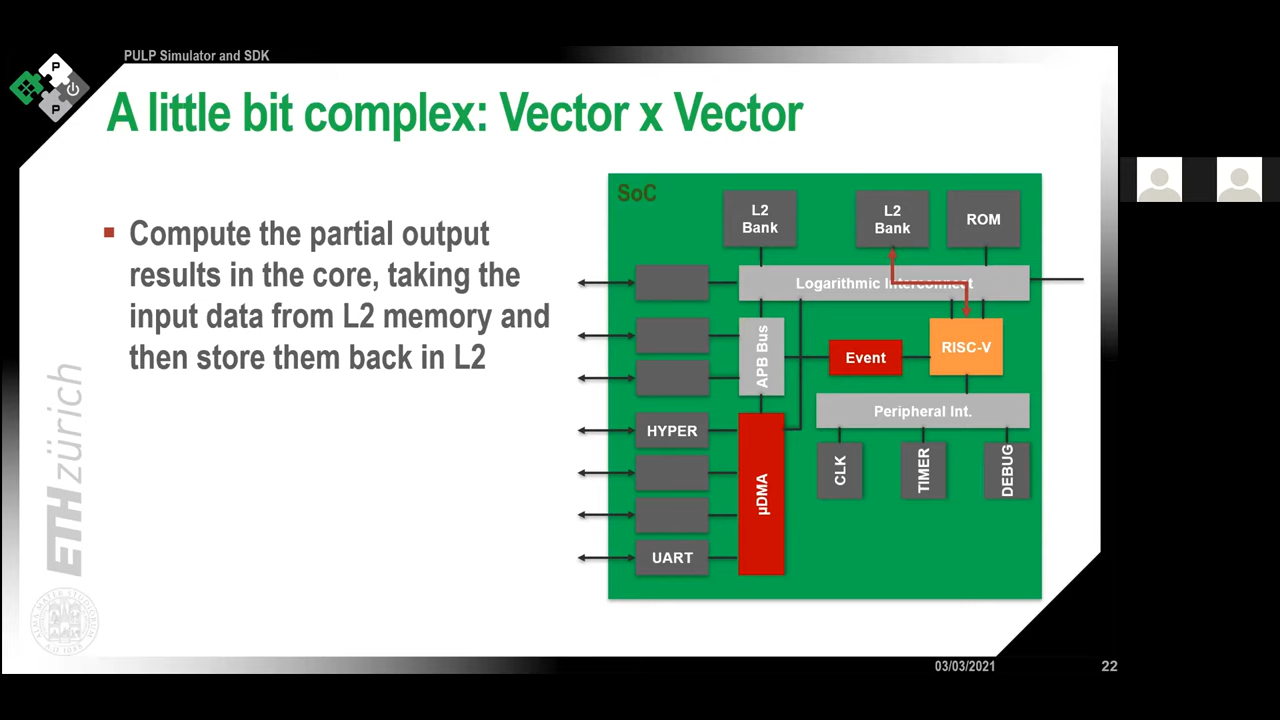 PULP Simulator and SDK
P
P
A little bit complex: Vector x Vector
Compute the partial output
results in the core, taking the
input data from L2 memory and
then store them back in L2
SoC
L2
Bank
L2
Bank
ROM
Logarithmic Interconnect
APB Bus
Event
RISC-V
Peripheral Int.
HYPER
CLK
TIMER
DEBUG
µDMA
UART
ETH zürich
ALMA MATER STUDIORUM
03/03/2021
22